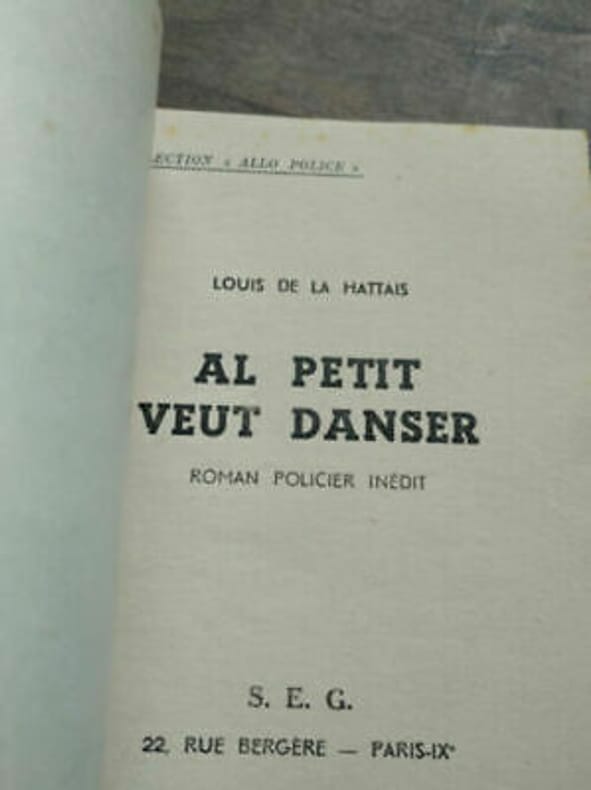 ECTION « ALLO POLICE »
LOUIS DE LA HATTAIS
AL PETIT
VEUT DANSER
ROMAN POLICIER INÉDIT
S. E. G.
22, RUE BERGÈRE — PARIS-IXᵉ